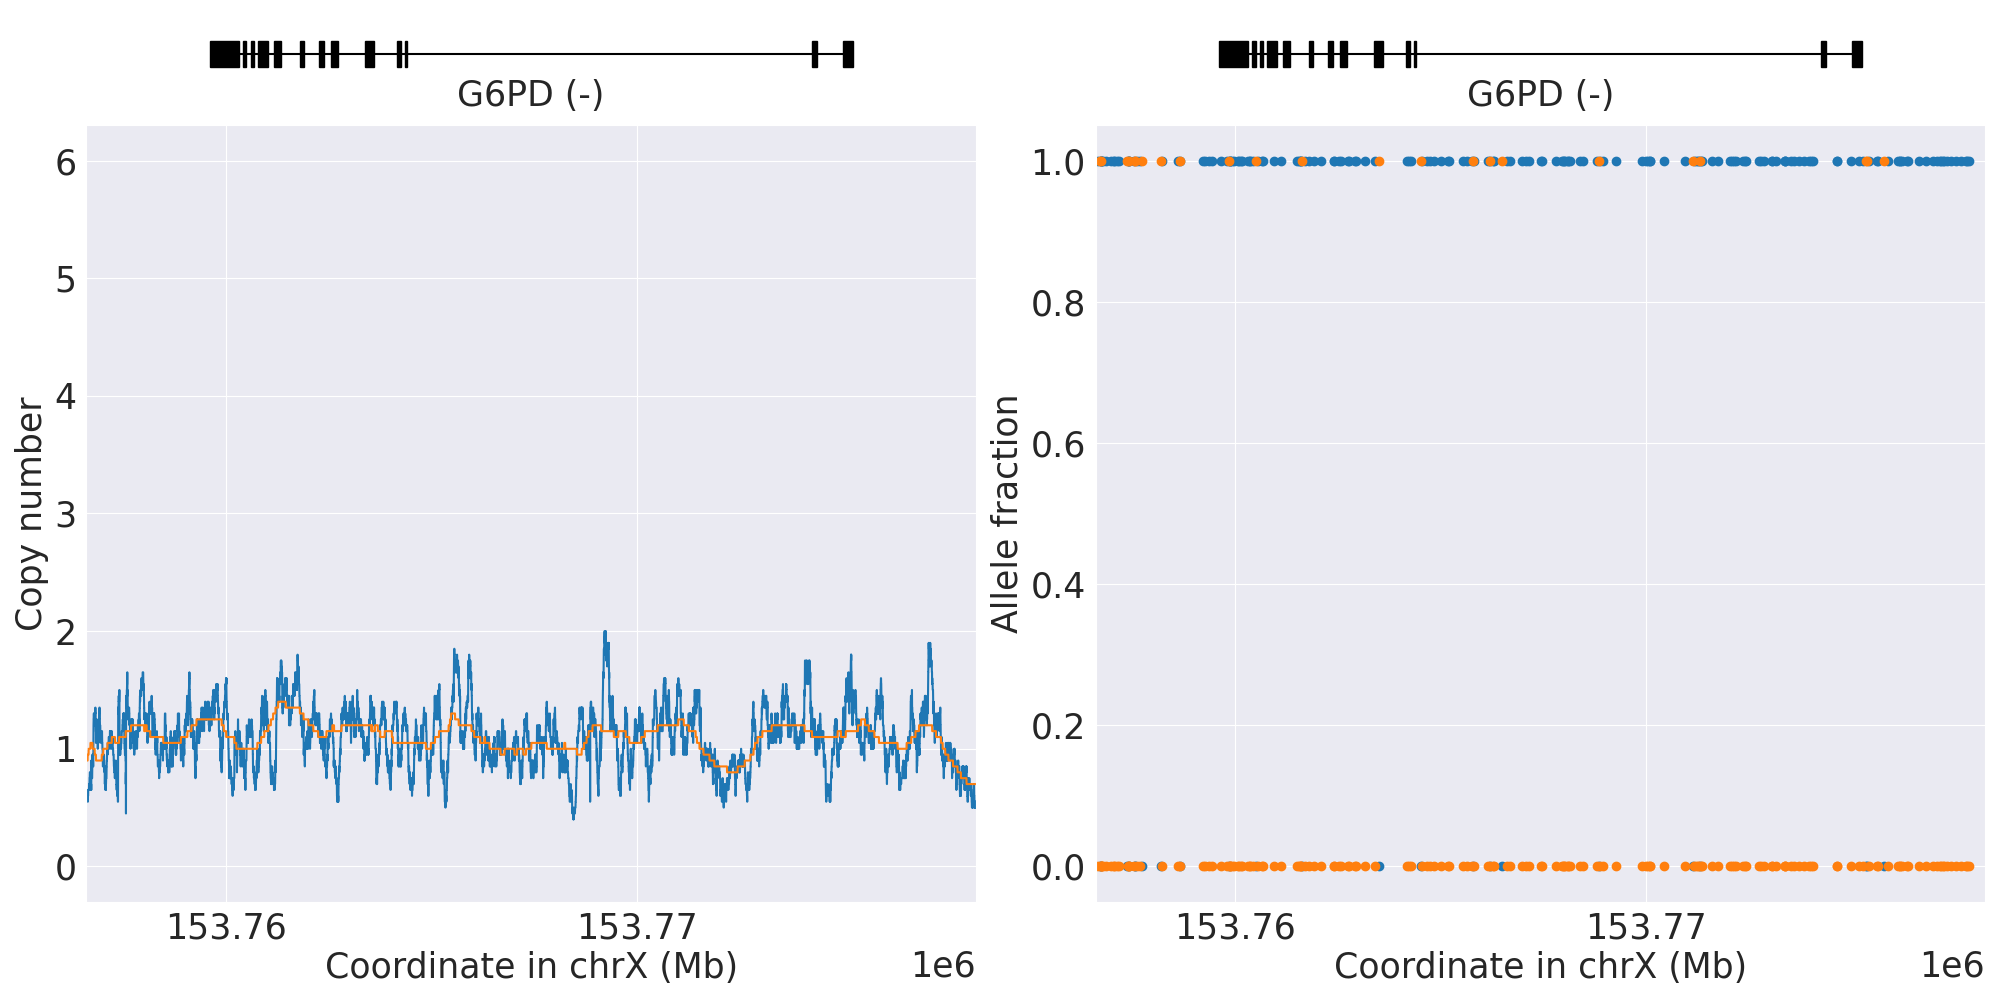 G6PD (-)
6
5
4
3
2
1
0
Copy number
153.76
153.77
Coordinate in chrX (Mb)
1e6
G6PD (-)
1.0
0.8
0.6
0.4
0.2
0.0
Allele fraction
153.76
153.77
Coordinate in chrX (Mb)
1e6